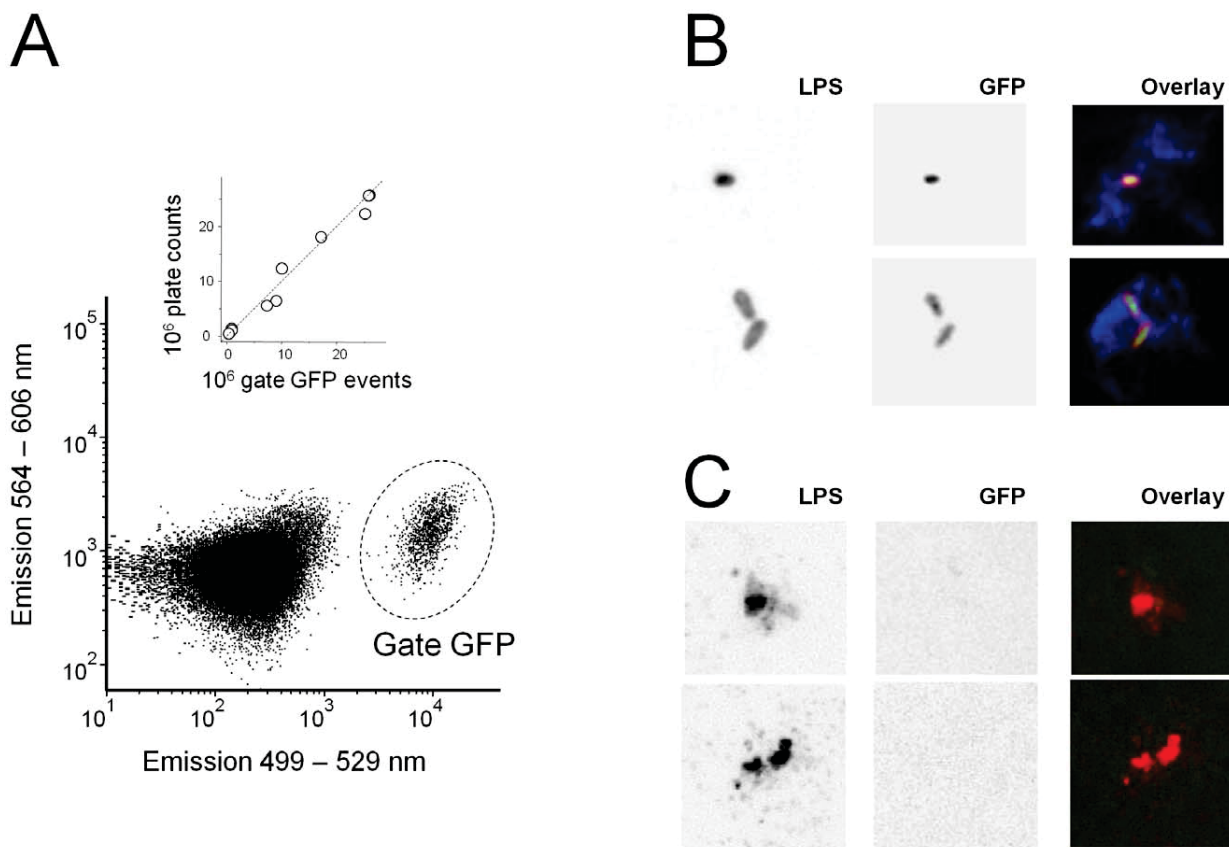 A
20
10
0
0
10
20
10⁶ plate counts
10⁶ gate GFP events
10⁵
10⁴
10³
10²
Emission 564 – 606 nm
Gate GFP
10¹
10²
10³
10⁴
Emission 499 – 529 nm
B
LPS GFP Overlay
C
LPS GFP Overlay